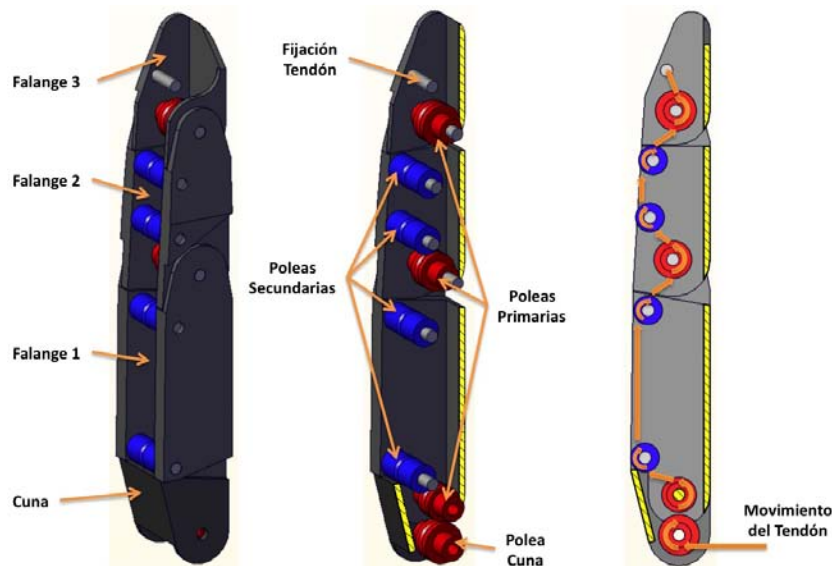 Falange 3
Falange 2
Falange 1
Cuna
Fijación
Tendón
Poleas
Secundarias
Poleas
Primarias
Polea
Cuna
Movimiento
del Tendón